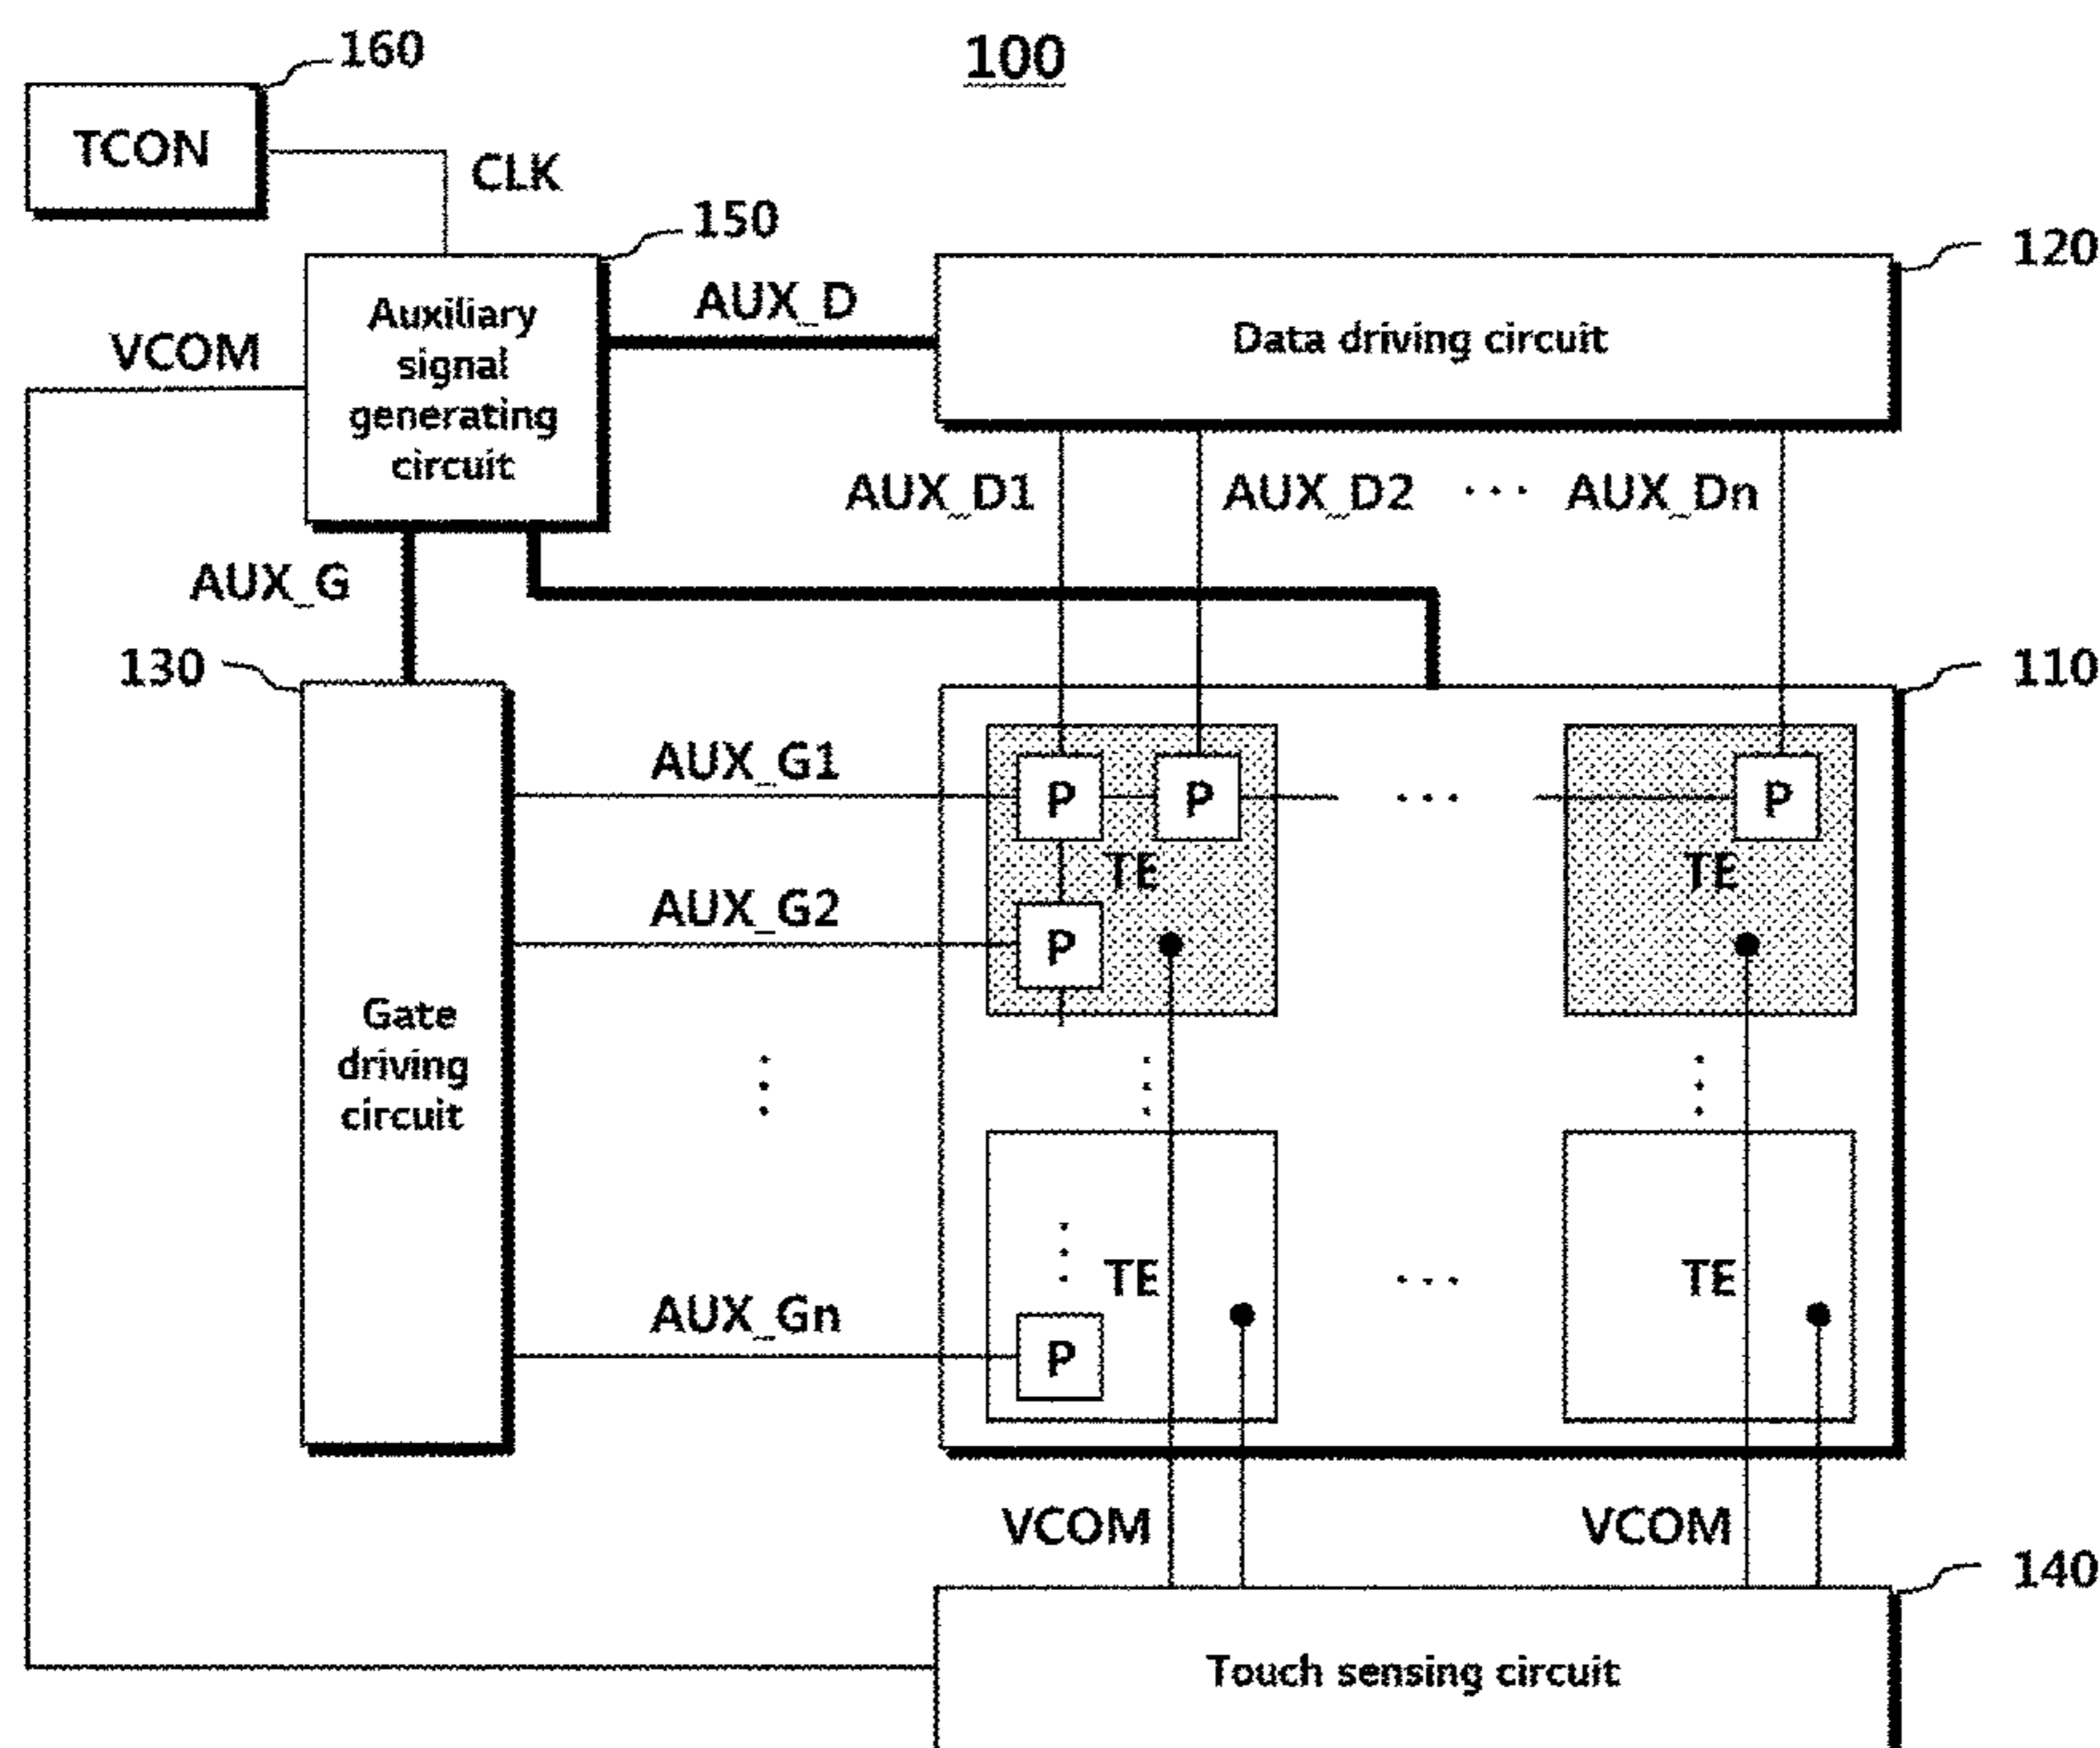 160
100
TCON
CLK
150
120
Auxiliary
signal
generating
circuit
AUX_D
Data driving circuit
VCOM
AUX_D1
AUX_D2
...
AUX_Dn
AUX_G
130
110
AUX_G1
P
P
...
P
TE
TE
AUX_G2
P
Gate
driving
circuit
TE
...
TE
AUX_Gn
P
VCOM
VCOM
140
Touch sensing circuit